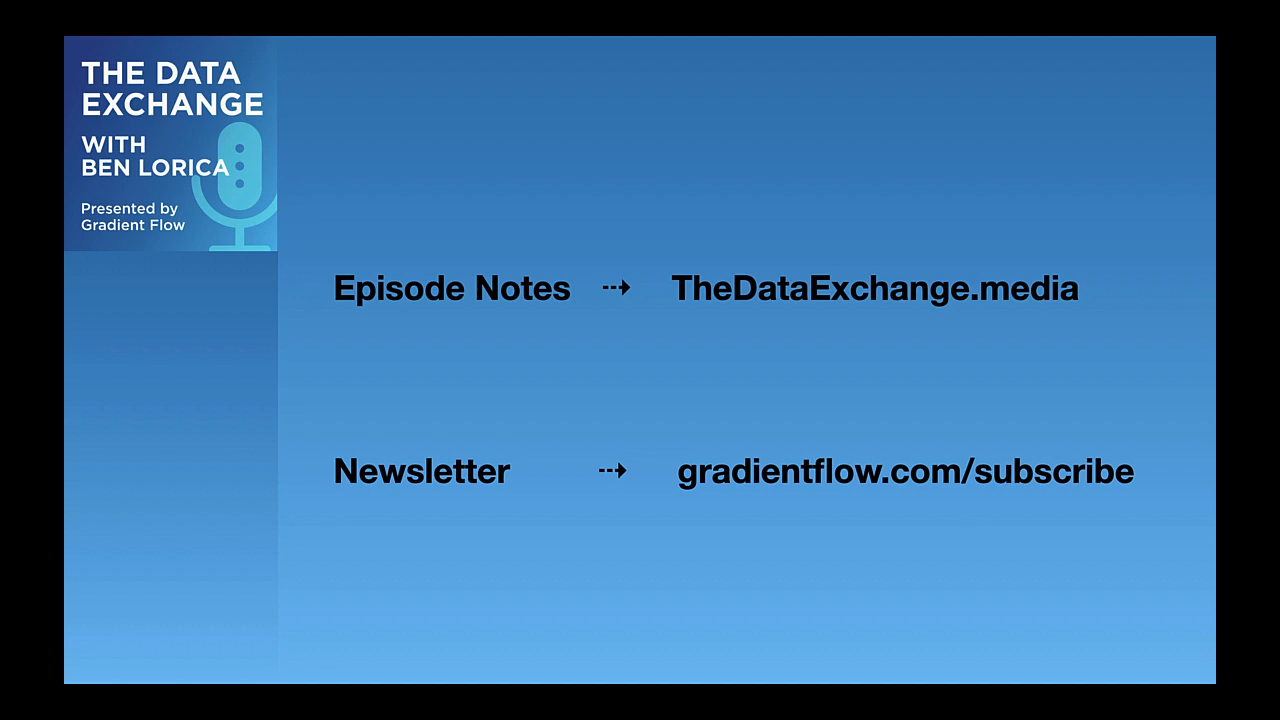 THE DATA
EXCHANGE
WITH
BEN LORICA
Presented by
Gradient Flow
Episode Notes ⇢ TheDataExchange.media
Newsletter ⇢ gradientflow.com/subscribe